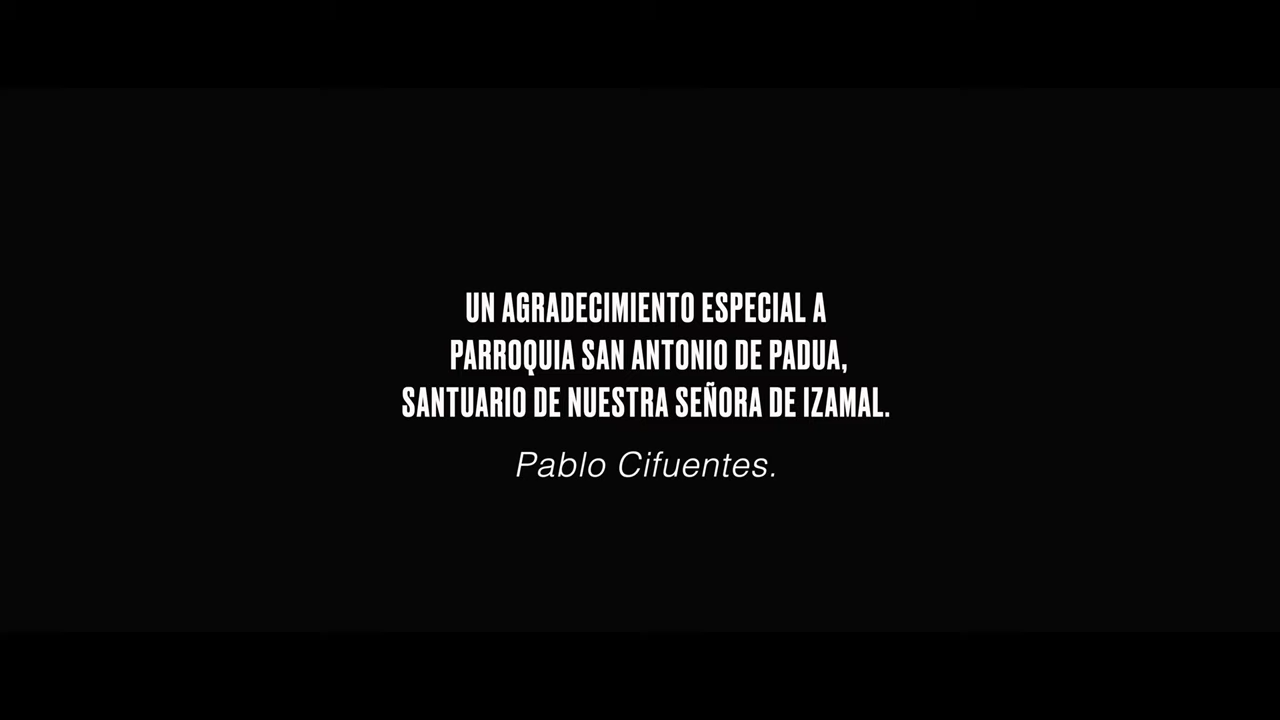 UN AGRADECIMIENTO ESPECIAL A
PARROQUIA SAN ANTONIO DE PADUA,
SANTUARIO DE NUESTRA SEÑORA DE IZAMAL.
Pablo Cifuentes.